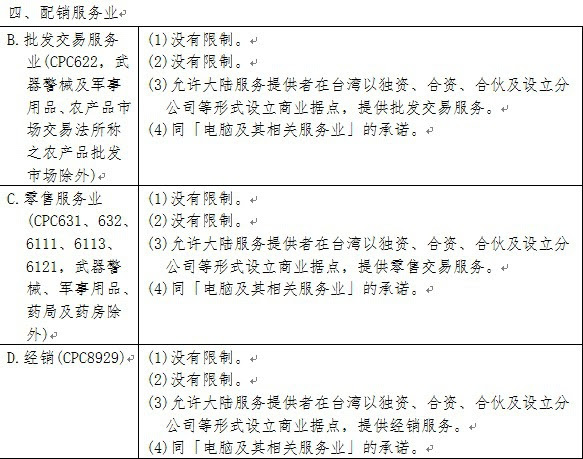 四、配销服务业
B.批发交易服务
业(CPC622，武
器警械及军事
用品、农产品市
场交易法所称
之农产品批发
市场除外)
(1)没有限制。
(2)没有限制。
(3)允许大陆服务提供者在台湾以独资、合资、合伙及设立分
公司等形式设立商业据点，提供批发交易服务。
(4)同「电脑及其相关服务业」的承诺。
C.零售服务业
(CPC631、632、
6111、6113、
6121，武器警
械、军事用品、
药局及药房除
外)
(1)没有限制。
(2)没有限制。
(3)允许大陆服务提供者在台湾以独资、合资、合伙及设立分
公司等形式设立商业据点，提供零售交易服务。
(4)同「电脑及其相关服务业」的承诺。
D.经销(CPC8929)
(1)没有限制。
(2)没有限制。
(3)允许大陆服务提供者在台湾以独资、合资、合伙及设立分
公司等形式设立商业据点，提供经销服务。
(4)同「电脑及其相关服务业」的承诺。